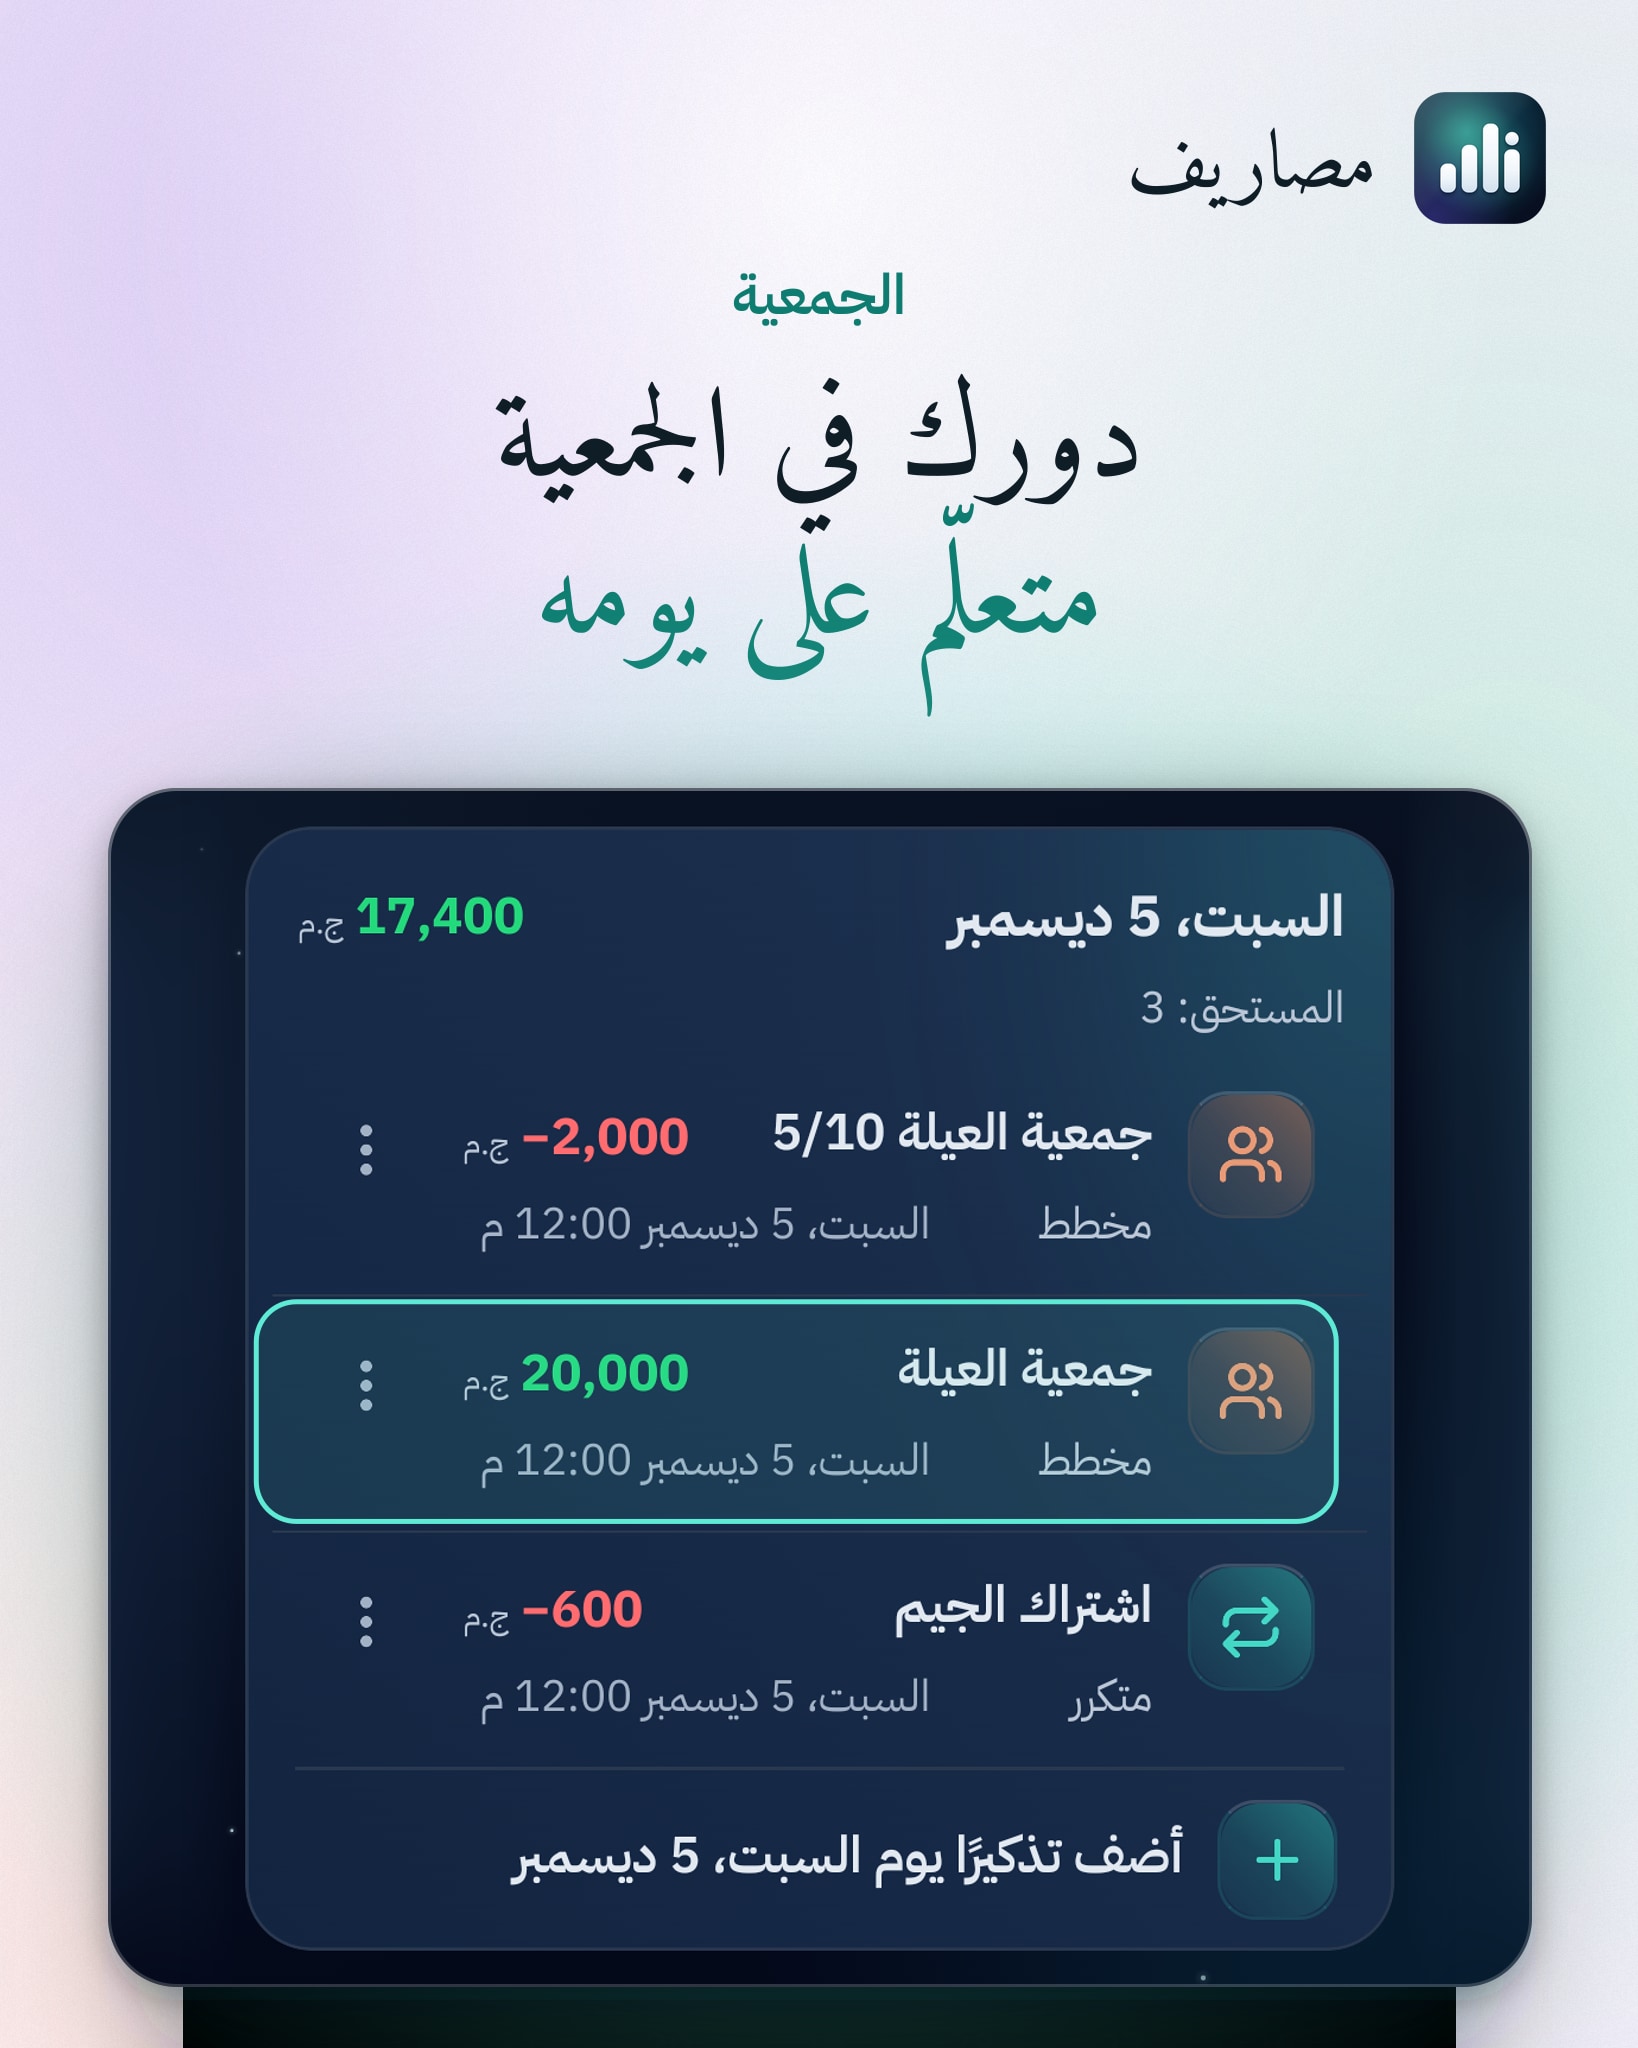 مصاريف
الجمعية
دورك في الجمعية
متعلّم على يومه
السبت، 5 ديسمبر 17,400 ج.م
المستحق: 3
جمعية العيلة 5/10 −2,000 ج.م
مخطط السبت، 5 ديسمبر 12:00 م
جمعية العيلة 20,000 ج.م
مخطط السبت، 5 ديسمبر 12:00 م
اشتراك الجيم −600 ج.م
متكرر السبت، 5 ديسمبر 12:00 م
أضف تذكيرًا يوم السبت، 5 ديسمبر